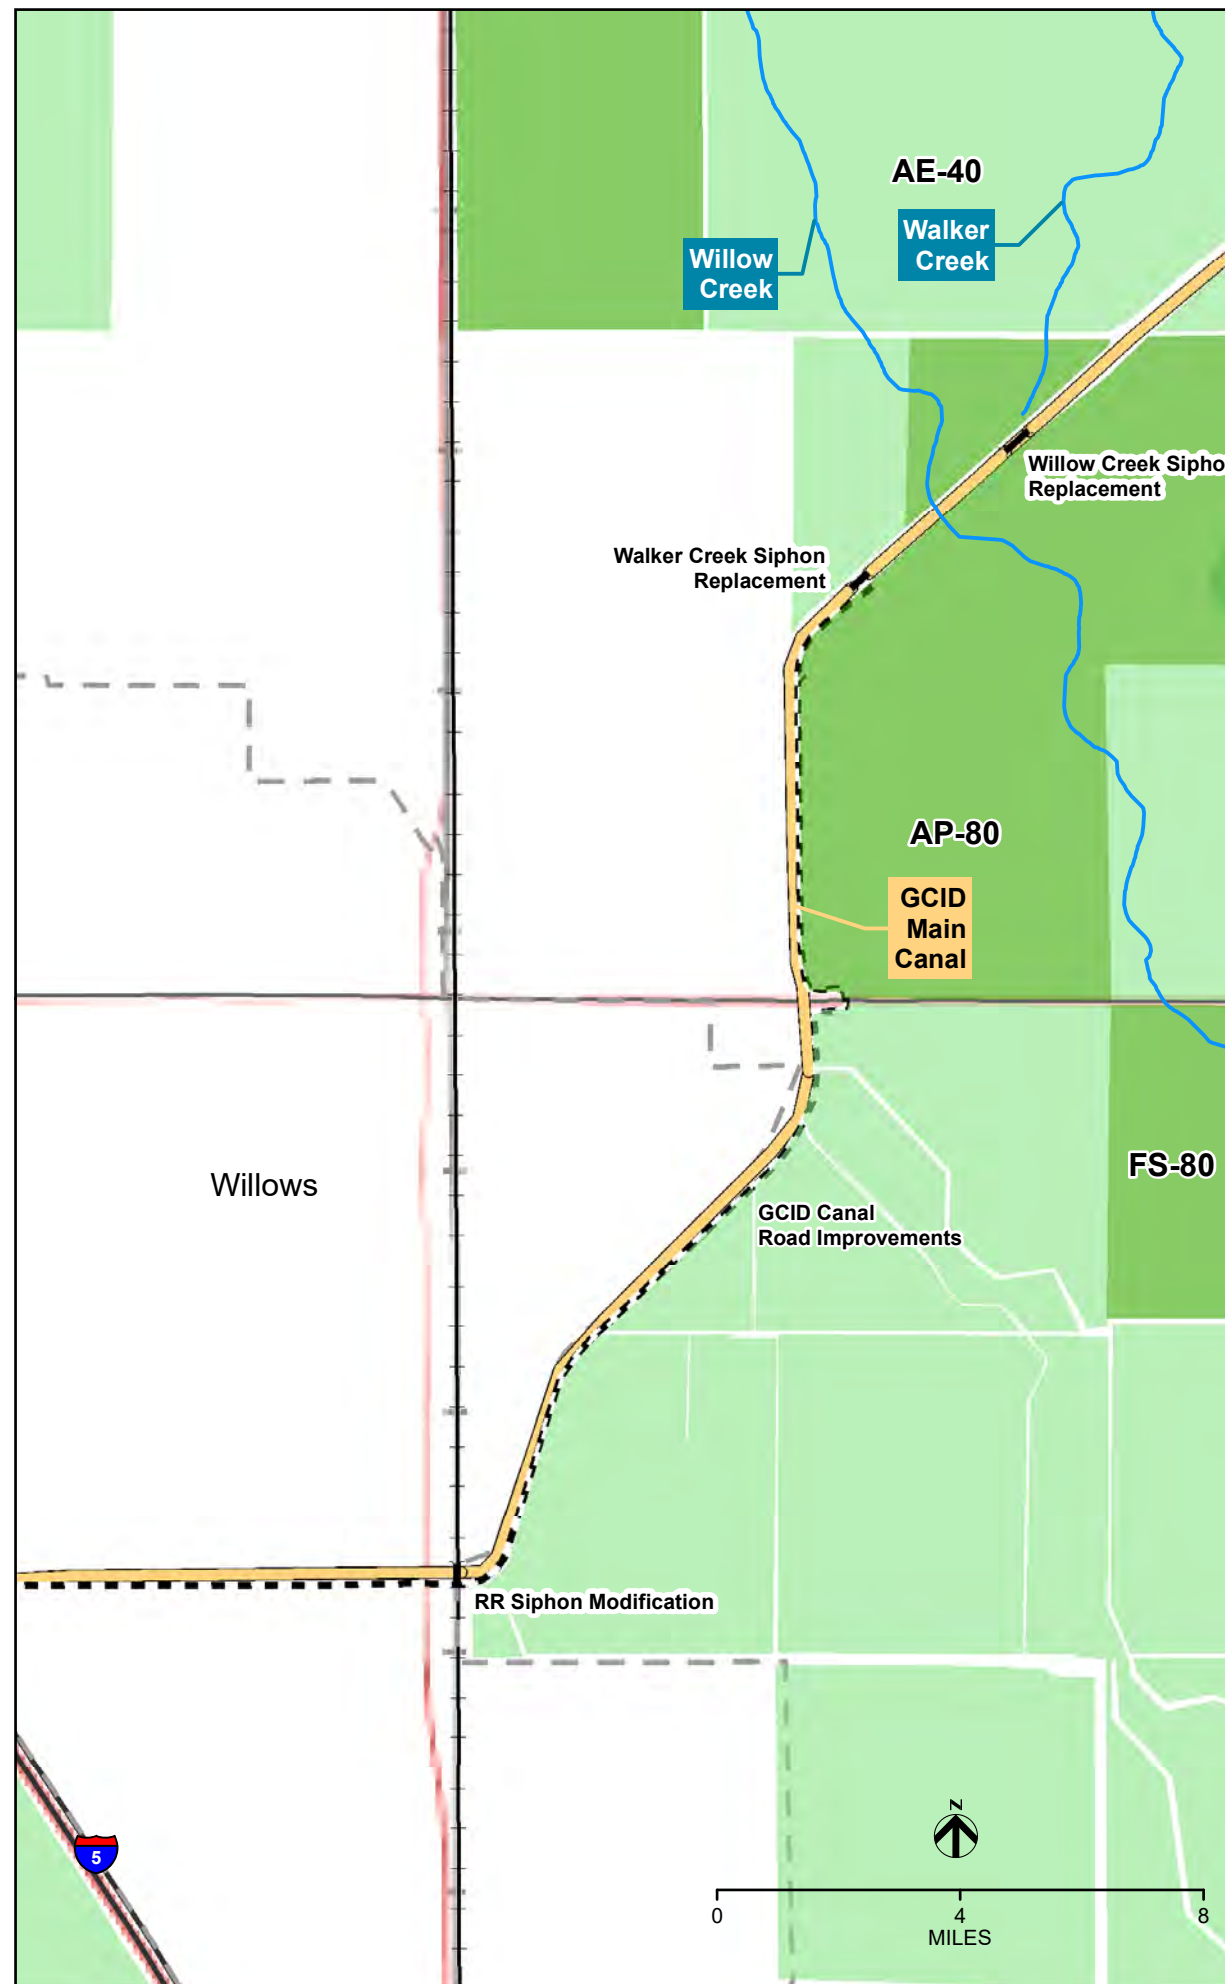 AE-40
Walker
Creek
Willow
Creek
Willow Creek Sipho
Replacement
Walker Creek Siphon
Replacement
AP-80
GCID
Main
Canal
Willows
FS-80
GCID Canal
Road Improvements
RR Siphon Modification
5
N
0 4 8
MILES